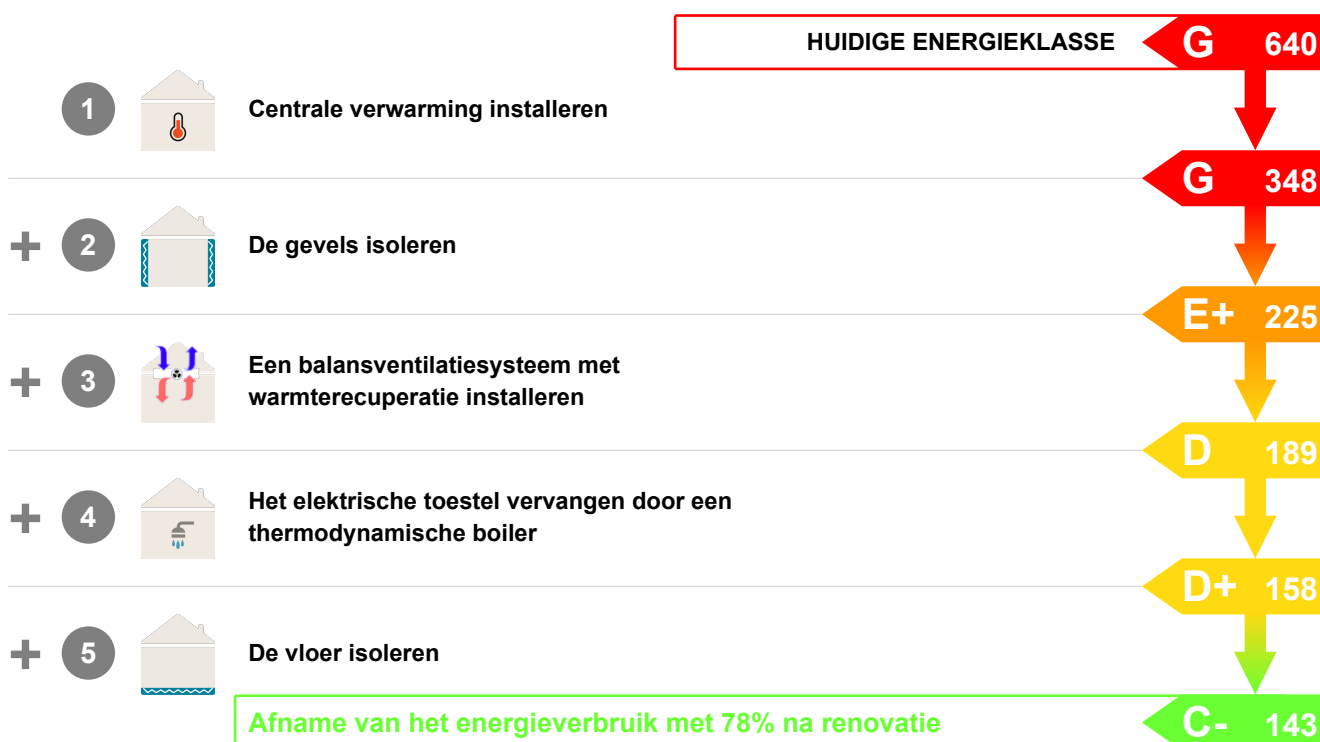 HUIDIGE ENERGIEKLASSE G 640
1 Centrale verwarming installeren
G 348
+ 2 De gevels isoleren
E+ 225
+ 3 Een balansventilatiesysteem met
warmterecuperatie installeren
D 189
+ 4 Het elektrische toestel vervangen door een
thermodynamische boiler
D+ 158
+ 5 De vloer isoleren
Afname van het energieverbruik met 78% na renovatie C- 143